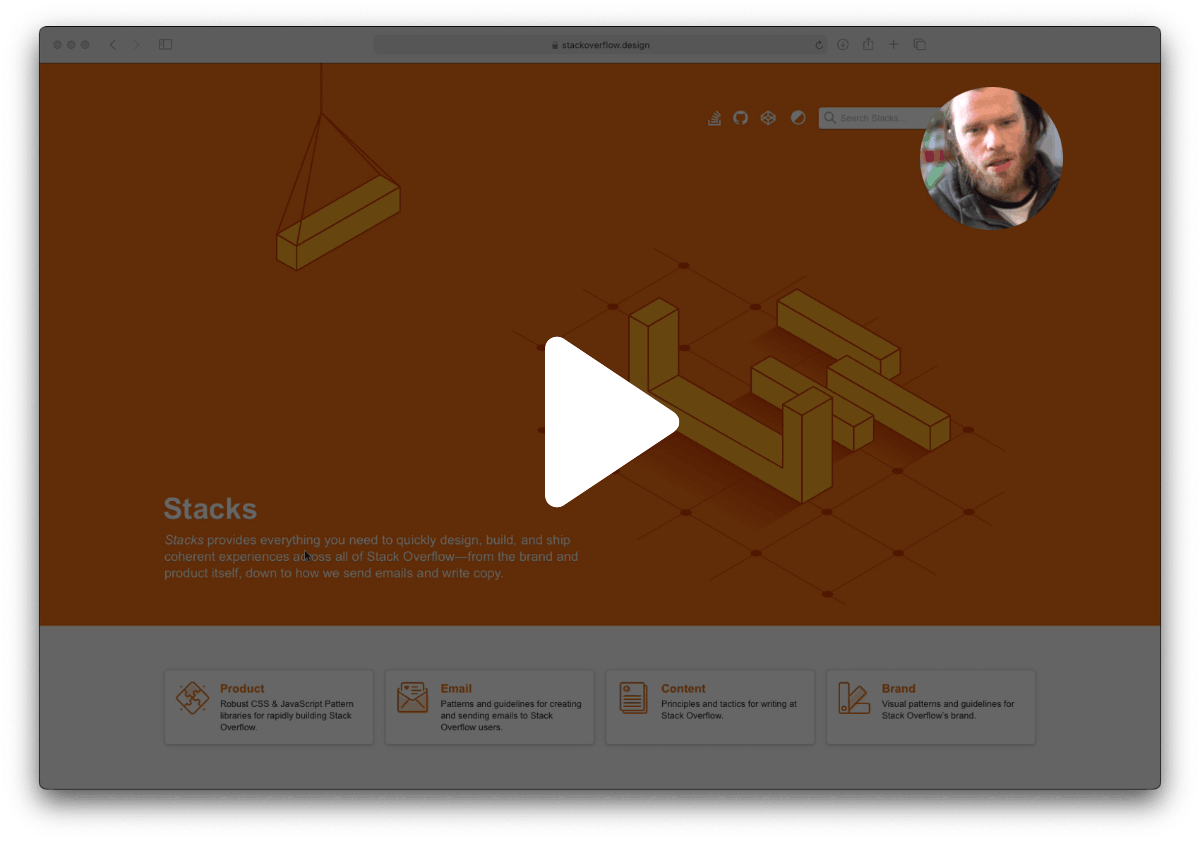 stackoverflow.design
Search Stacks…
Stacks
Stacks provides everything you need to quickly design, build, and ship
coherent experiences across all of Stack Overflow—from the brand and
product itself, down to how we send emails and write copy.
Product
Robust CSS & JavaScript Pattern
libraries for rapidly building Stack
Overflow.
Email
Patterns and guidelines for creating
and sending emails to Stack
Overflow users.
Content
Principles and tactics for writing at
Stack Overflow.
Brand
Visual patterns and guidelines for
Stack Overflow's brand.